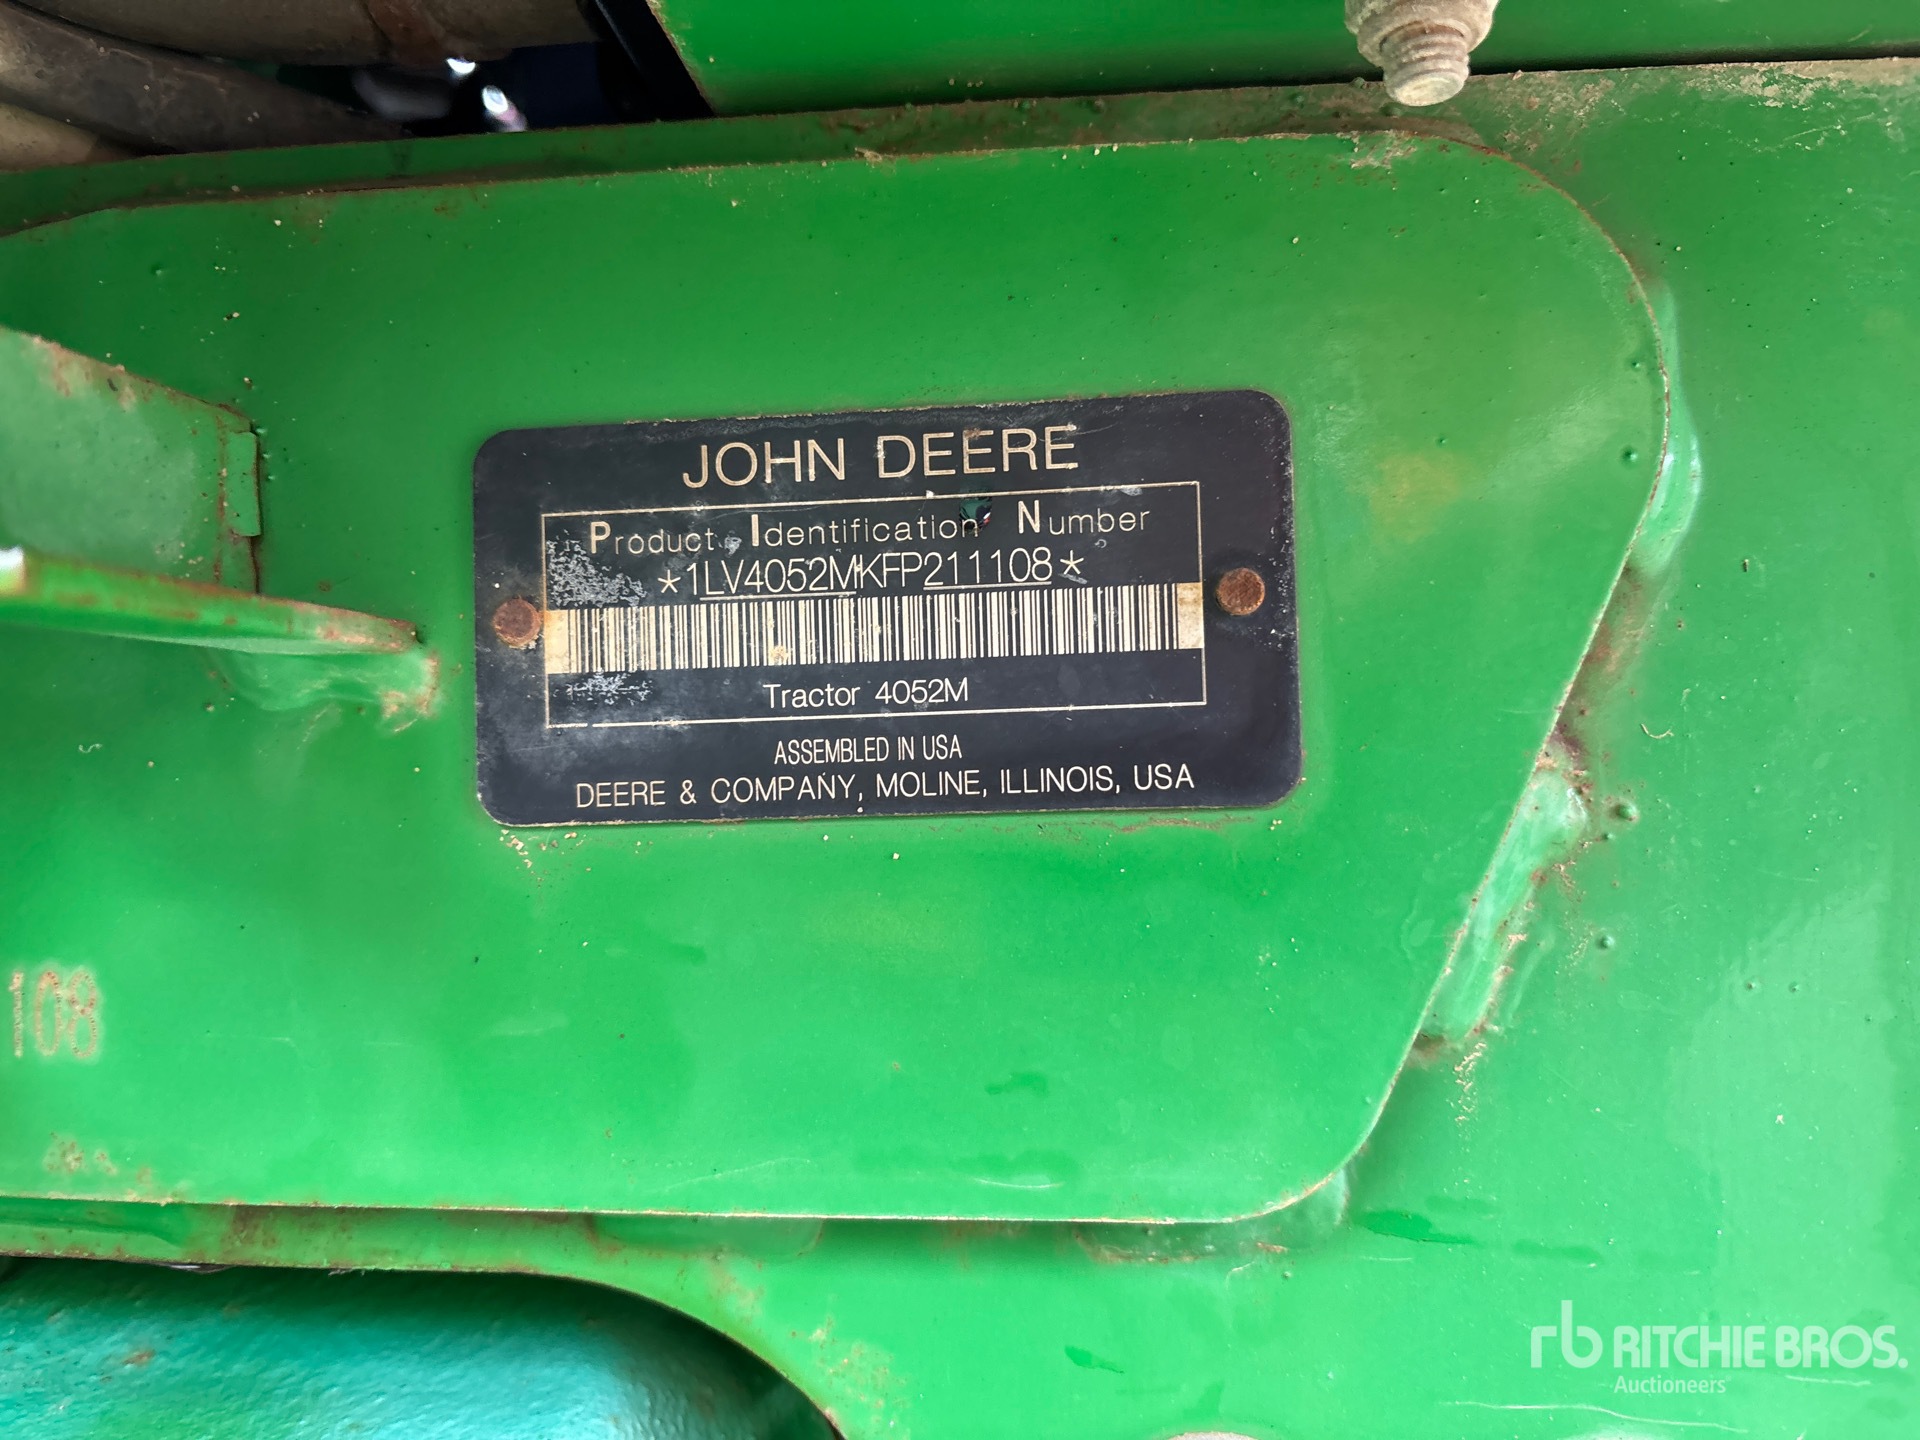 JOHN DEERE
Product Identification Number
*1LV4052MKFP211108*
Tractor 4052M
ASSEMBLED IN USA
DEERE & COMPANY, MOLINE, ILLINOIS, USA
108
rb RITCHIE BROS.
Auctioneers